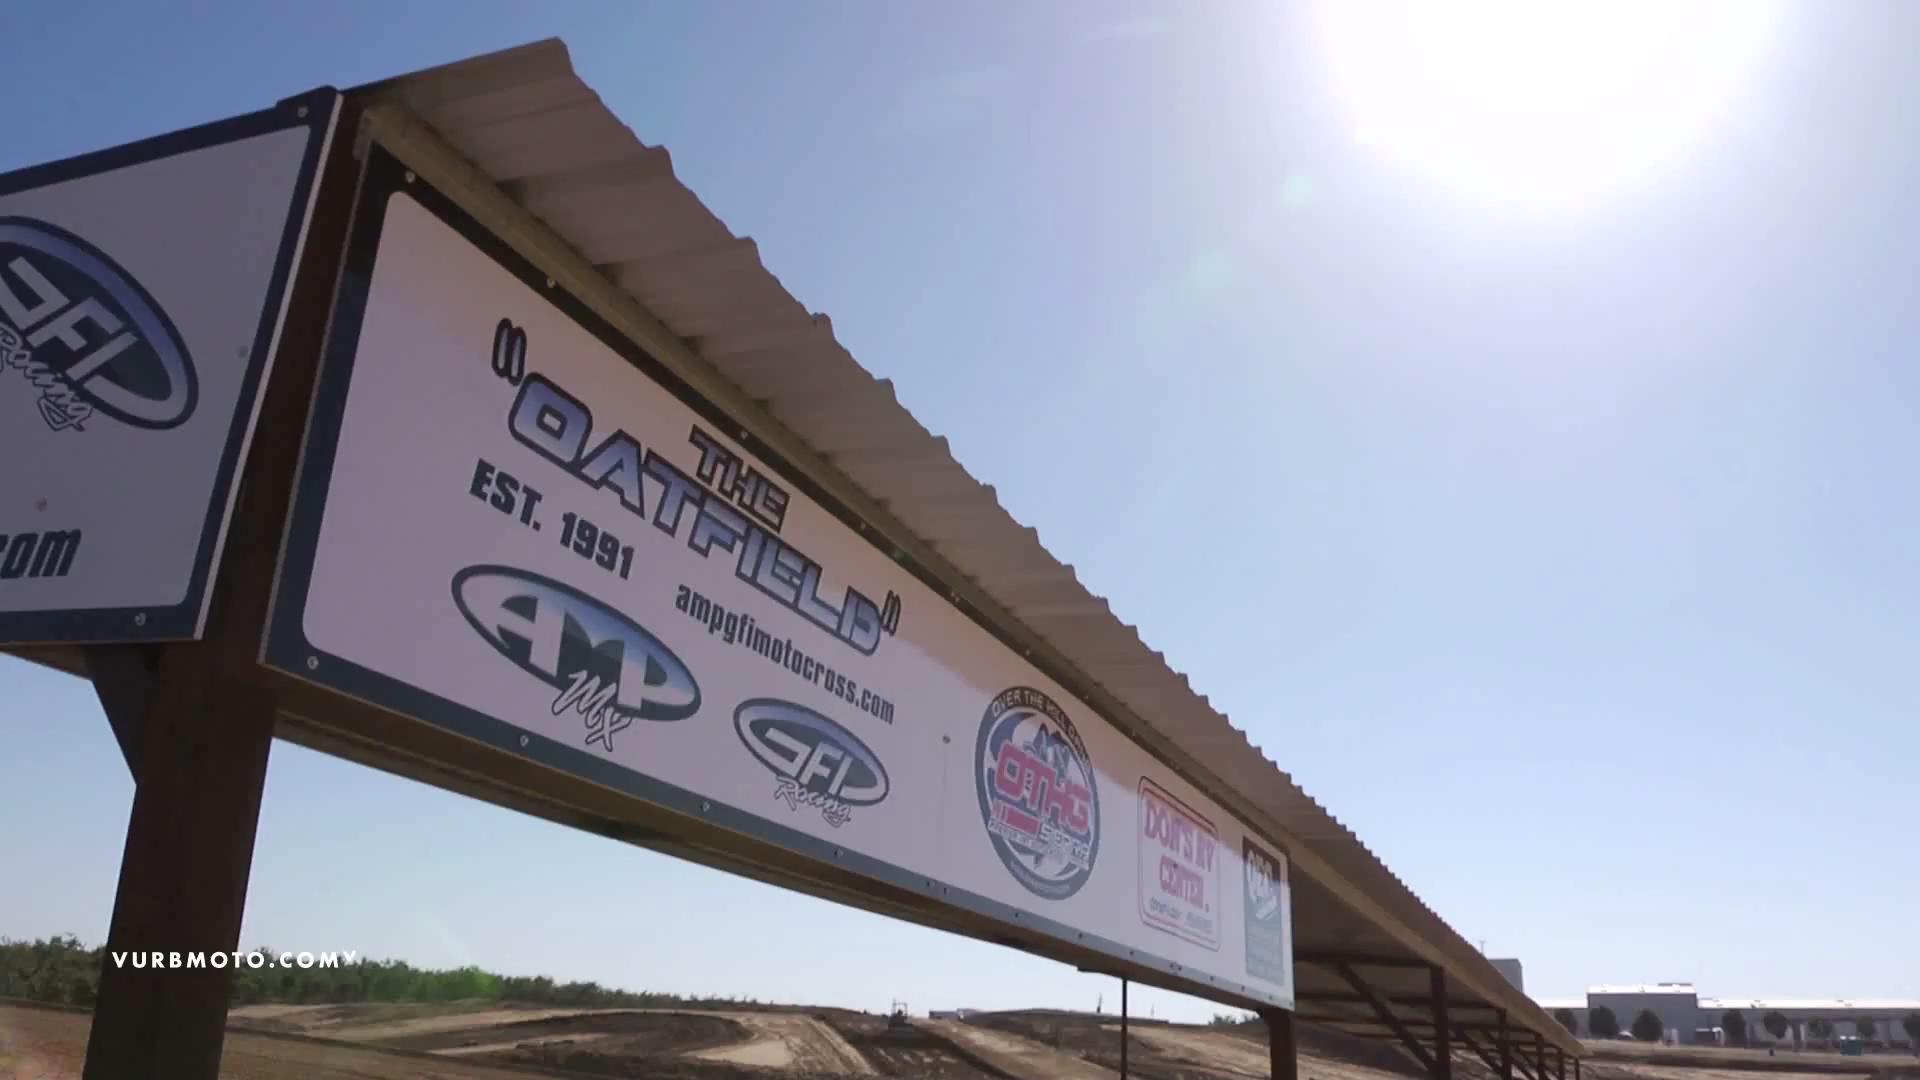 GFI
Racing
.com
THE
"OATFIELD"
EST. 1991
ampgfimotocross.com
AMP
MX
GFI
Racing
OVER THE HILL GANG
OTHG
DON'S RV
CENTER.
VURBMOTO.COM